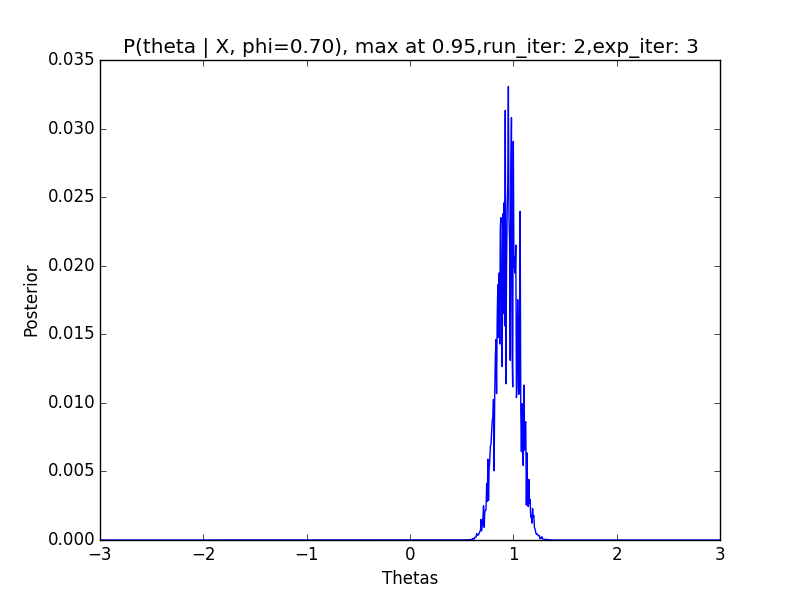 P(theta | X, phi=0.70), max at 0.95,run_iter: 2,exp_iter: 3
0.035
0.030
0.025
0.020
0.015
0.010
0.005
0.000
Posterior
−3 −2 −1 0 1 2 3
Thetas